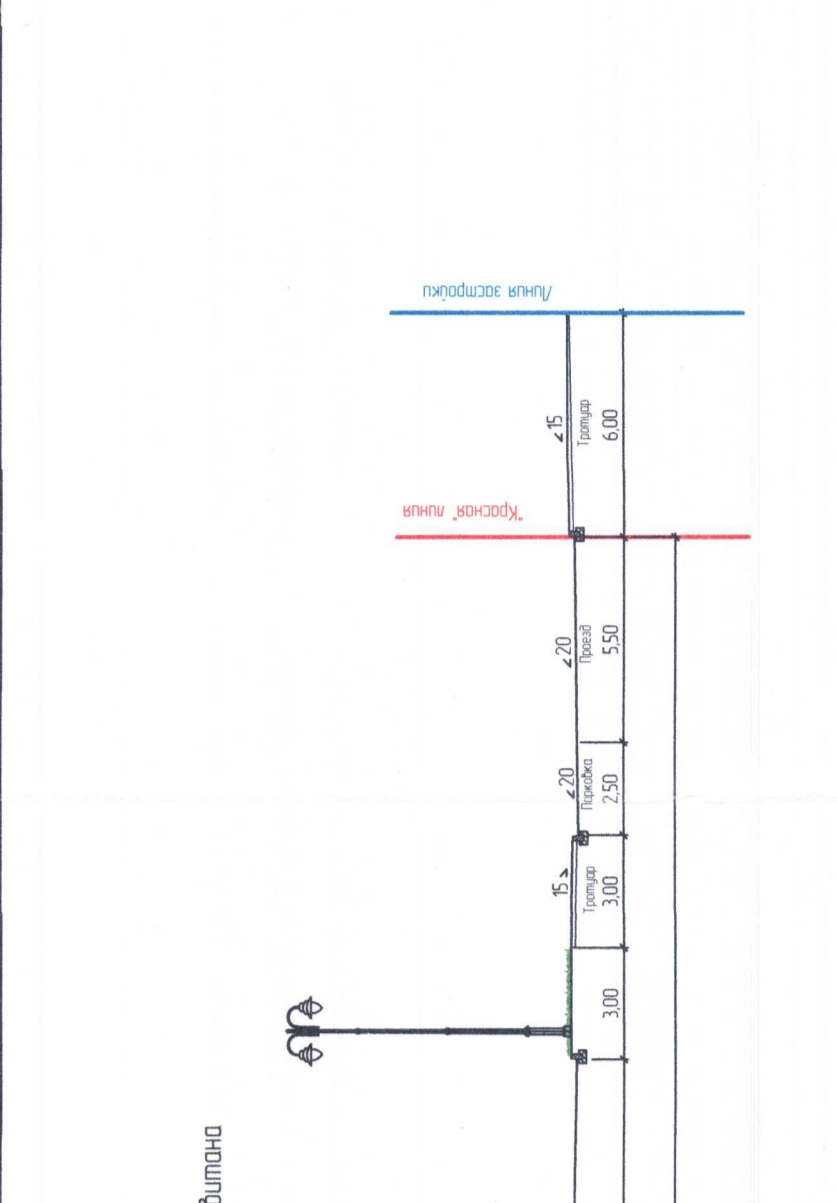 витана
3,00
15
Тротуар
3,00
20
Парковка
2,50
20
Проезд
5,50
"Красная" линия
15
Тротуар
6,00
Линия застройки